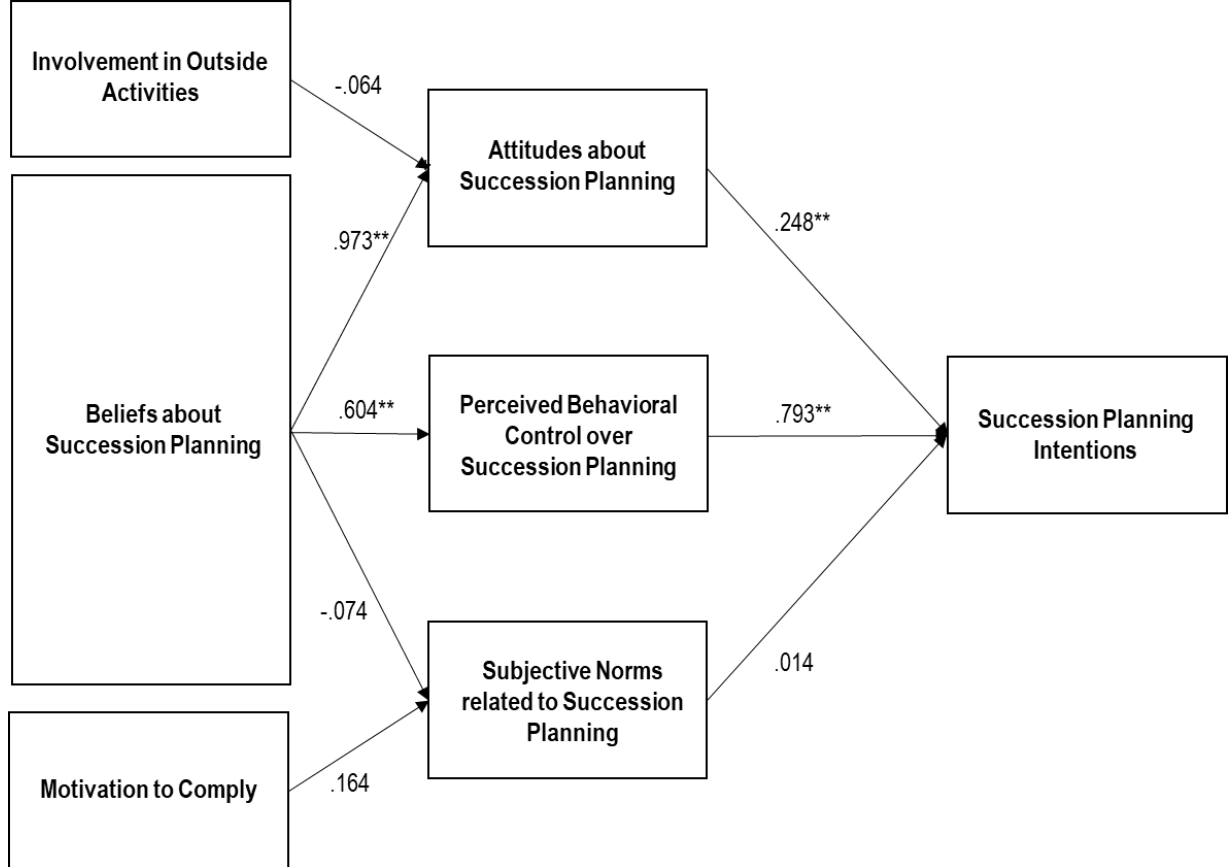 Involvement in Outside
Activities
-.064
Attitudes about
Succession Planning
.973**
.248**
Beliefs about
Succession Planning
.604**
Perceived Behavioral
Control over
Succession Planning
.793**
Succession Planning
Intentions
-.074
Subjective Norms
related to Succession
Planning
.014
Motivation to Comply
.164